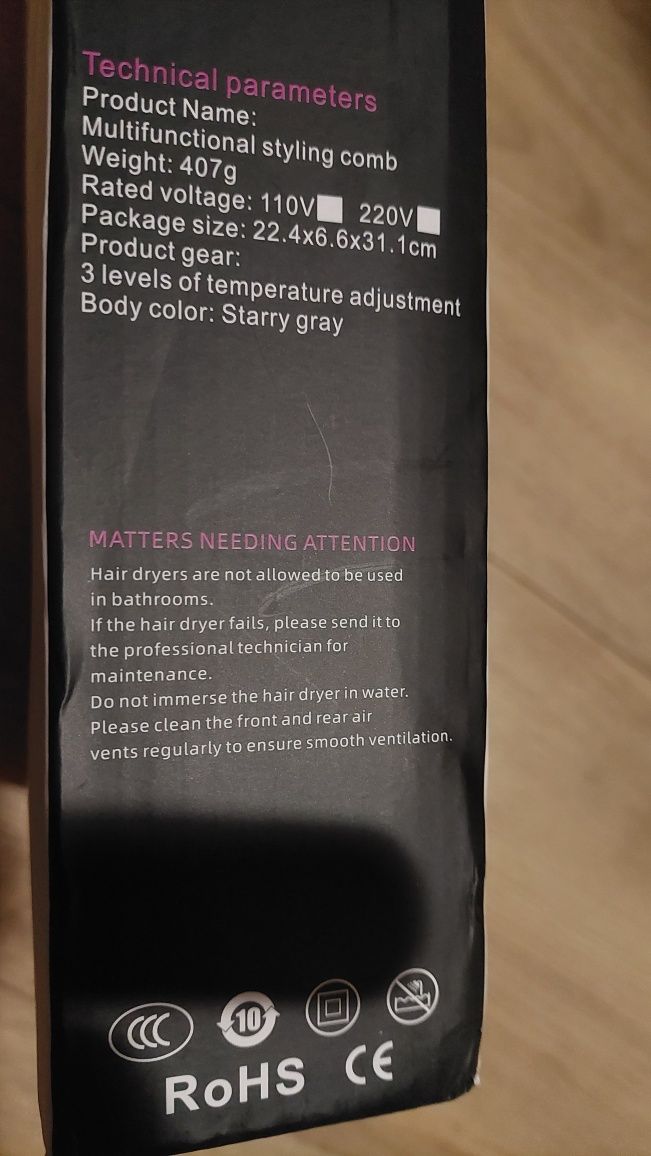 Technical parameters
Product Name:
Multifunctional styling comb
Weight: 407g
Rated voltage: 110V 220V
Package size: 22.4x6.6x31.1cm
Product gear:
3 levels of temperature adjustment
Body color: Starry gray
MATTERS NEEDING ATTENTION
Hair dryers are not allowed to be used
in bathrooms.
If the hair dryer fails, please send it to
the professional technician for
maintenance.
Do not immerse the hair dryer in water.
Please clean the front and rear air
vents regularly to ensure smooth ventilation.
CCC 10
RoHS CE